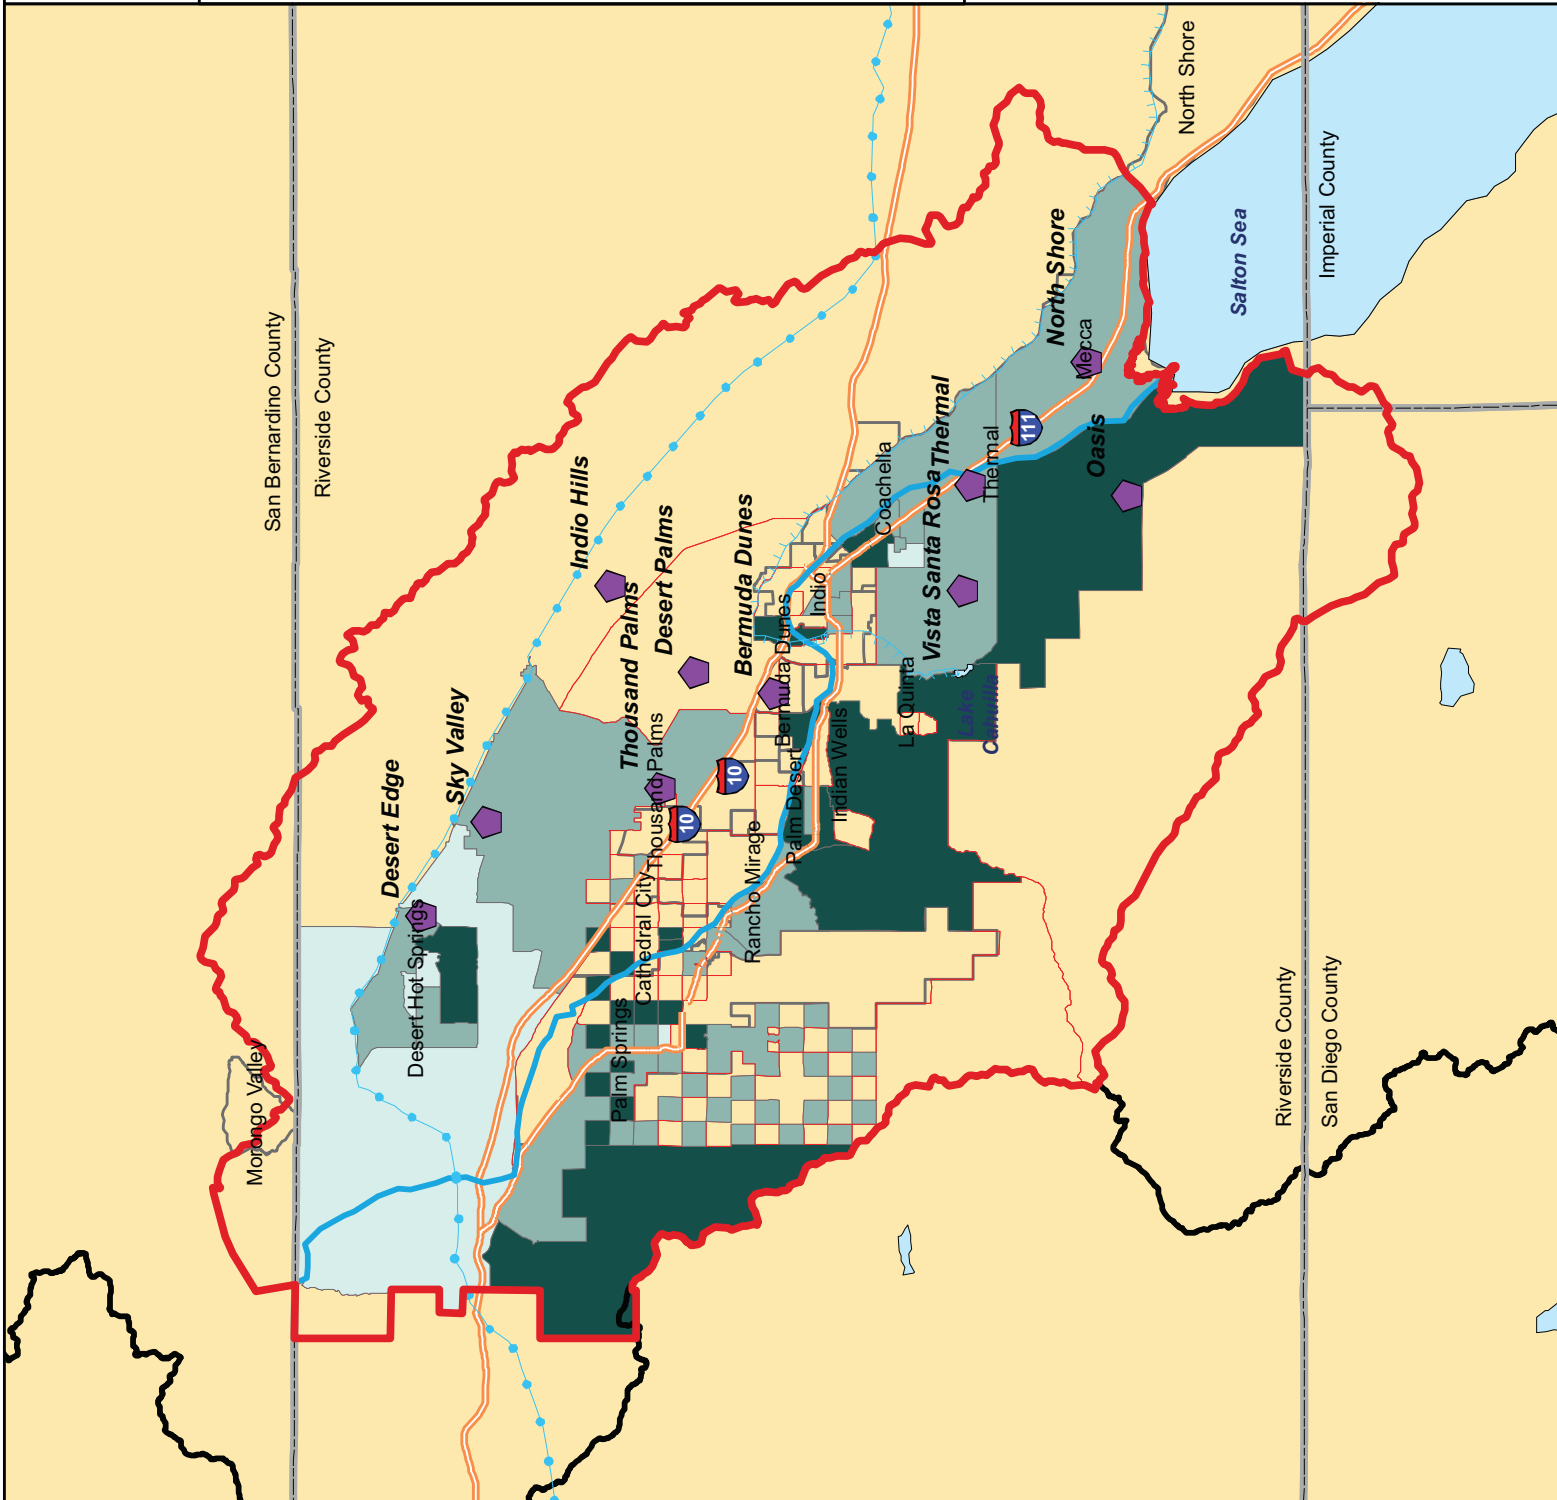 San Bernardino County
Riverside County
Morongo Valley
Desert Edge
Desert Hot Springs
Sky Valley
Indio Hills
Thousand Palms
Thousand Palms
Desert Palms
Bermuda Dunes
Bermuda Dunes
10
10
Cathedral City
Palm Springs
Rancho Mirage
Palm Desert
Indian Wells
Indio
La Quinta
Coachella
Vista Santa Rosa
Thermal
Thermal
Lake
Cahuilla
111
Oasis
Mecca
North Shore
North Shore
Salton Sea
Imperial County
Riverside County
San Diego County